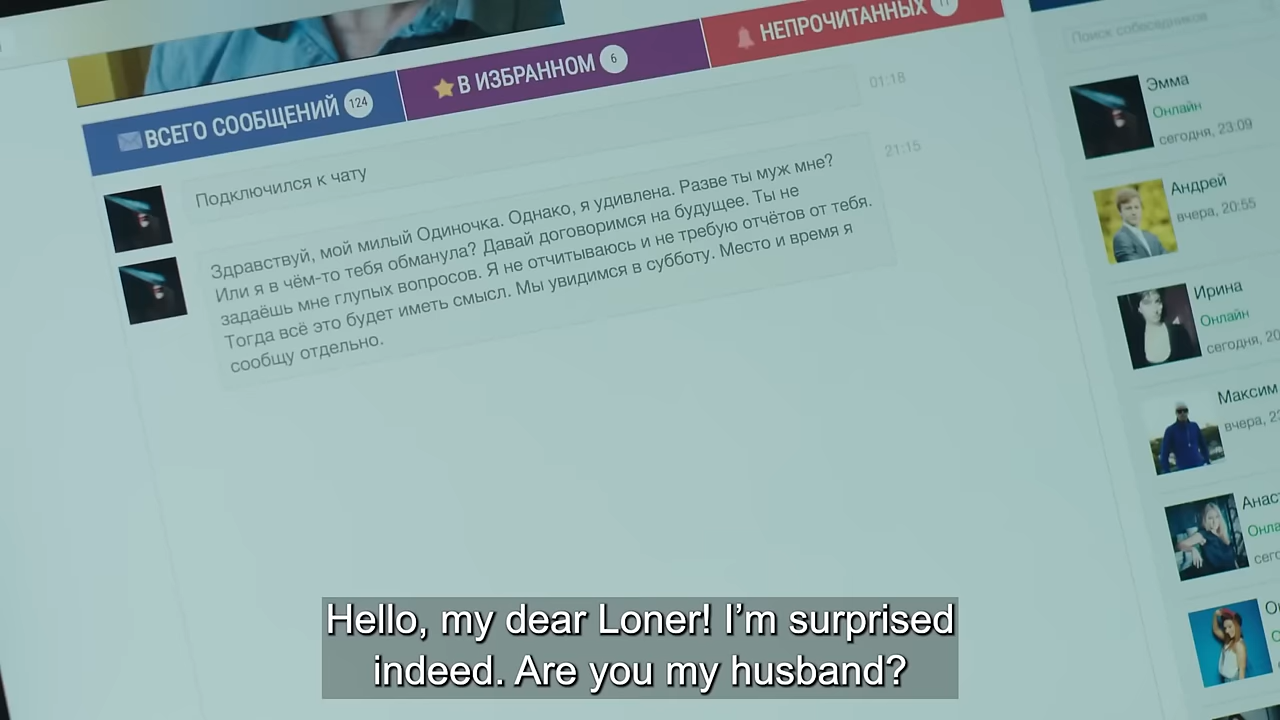 ВСЕГО СООБЩЕНИЙ 124
В ИЗБРАННОМ 6
НЕПРОЧИТАННЫХ 11
Подключился к чату
01:18
Здравствуй, мой милый Одиночка. Однако, я удивлена. Разве ты муж мне?
Или я в чём-то тебя обманула? Давай договоримся на будущее. Ты не
задаёшь мне глупых вопросов. Я не отчитываюсь и не требую отчётов от тебя.
Тогда всё это будет иметь смысл. Мы увидимся в субботу. Место и время я
сообщу отдельно.
21:15
Поиск собеседников
Эмма
Онлайн
сегодня, 23:09
Андрей
вчера, 20:55
Ирина
Онлайн
сегодня, 20
Максим
вчера, 2
Анас
Онла
сег
Hello, my dear Loner! I’m surprised
indeed. Are you my husband?